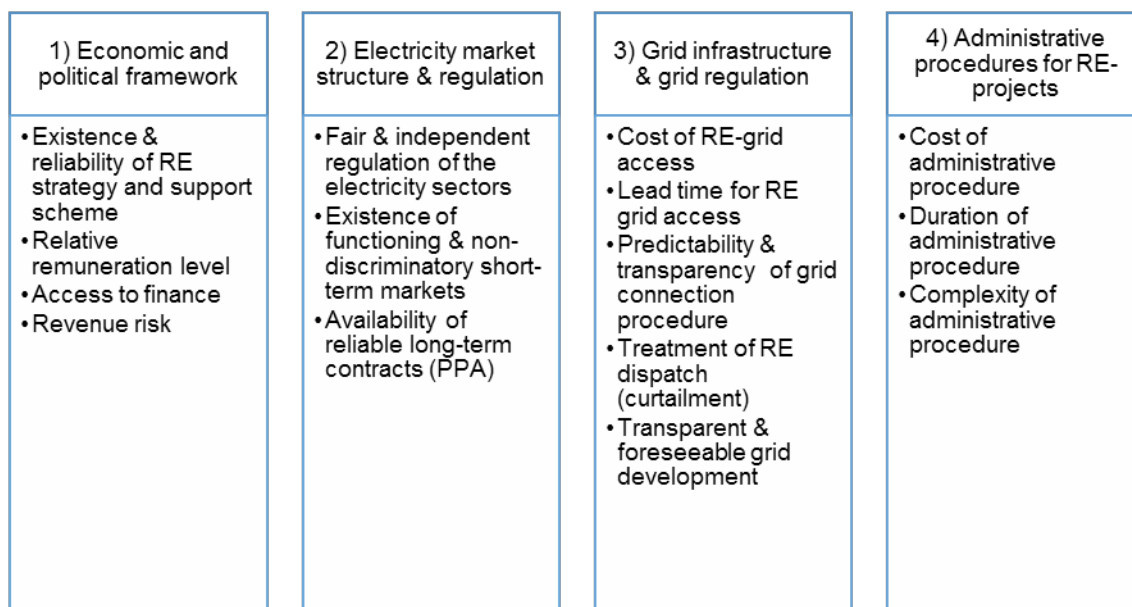 1) Economic and
political framework
• Existence &
reliability of RE
strategy and support
scheme
• Relative
remuneration level
• Access to finance
• Revenue risk
2) Electricity market
structure & regulation
• Fair & independent
regulation of the
electricity sectors
• Existence of
functioning & non-
discriminatory short-
term markets
• Availability of
reliable long-term
contracts (PPA)
3) Grid infrastructure
& grid regulation
• Cost of RE-grid
access
• Lead time for RE
grid access
• Predictability &
transparency of grid
connection
procedure
• Treatment of RE
dispatch
(curtailment)
• Transparent &
foreseeable grid
development
4) Administrative
procedures for RE-
projects
• Cost of
administrative
procedure
• Duration of
administrative
procedure
• Complexity of
administrative
procedure